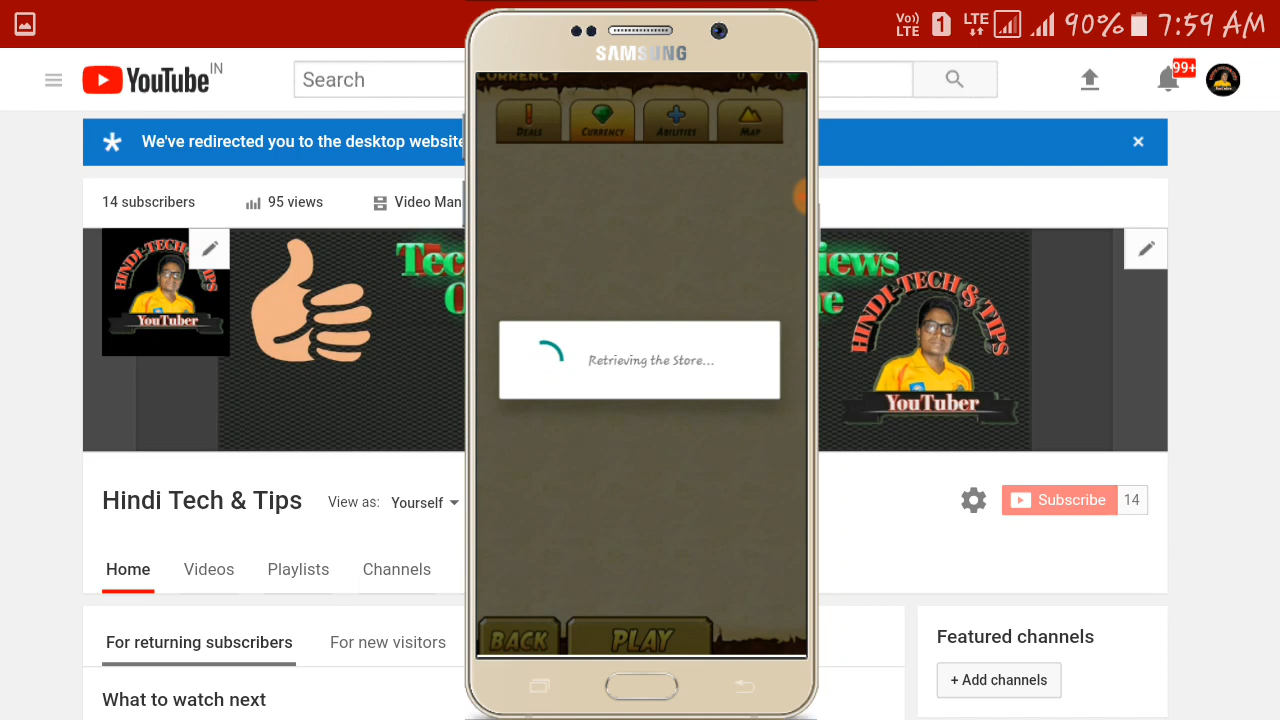 Vo) LTE 1 LTE 90% 7:59 AM
SAMSUNG
YouTube IN
Search
99+
CURRENCY
DEALS CURRENCY ABILITIES MAP
We've redirected you to the desktop website
14 subscribers 95 views Video Man
HINDI-TECH & TIPS
YouTuber
Tec
iews
HINDI-TECH & TIPS
YouTuber
Retrieving the Store...
Hindi Tech & Tips View as: Yourself
Subscribe 14
Home Videos Playlists Channels
BACK PLAY
For returning subscribers For new visitors
Featured channels
+ Add channels
What to watch next